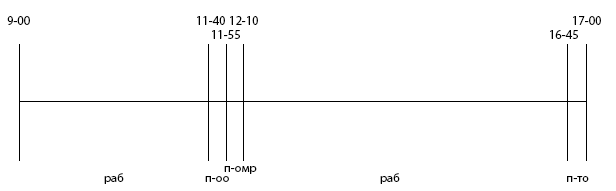 9-00 11-40 12-10 17-00
11-55 16-45
п-омр
раб п-оо раб п-то